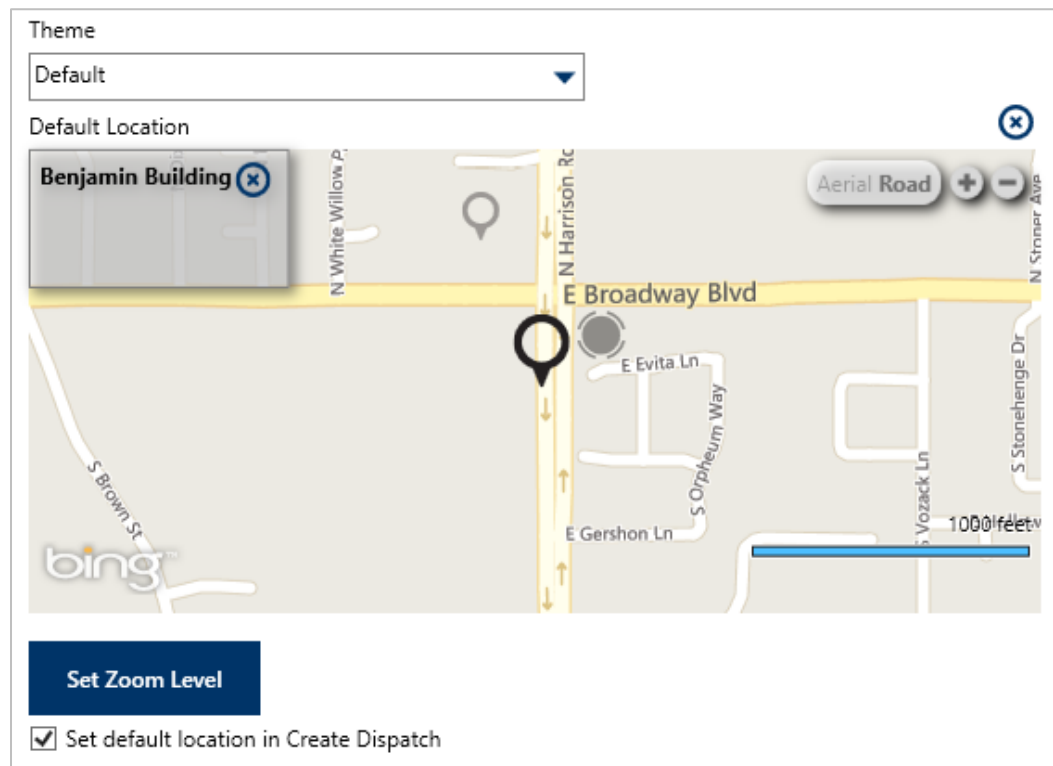 Theme
Default
Default Location
Benjamin Building
Aerial Road
N White Willow P
N Harrison Rd
N Stoner Ave
E Broadway Blvd
E Evita Ln
S Orpheum Way
S Stonehenge Dr
S Brown St
S Vozack Ln
1000 feet
E Gershon Ln
bing™
Set Zoom Level
Set default location in Create Dispatch